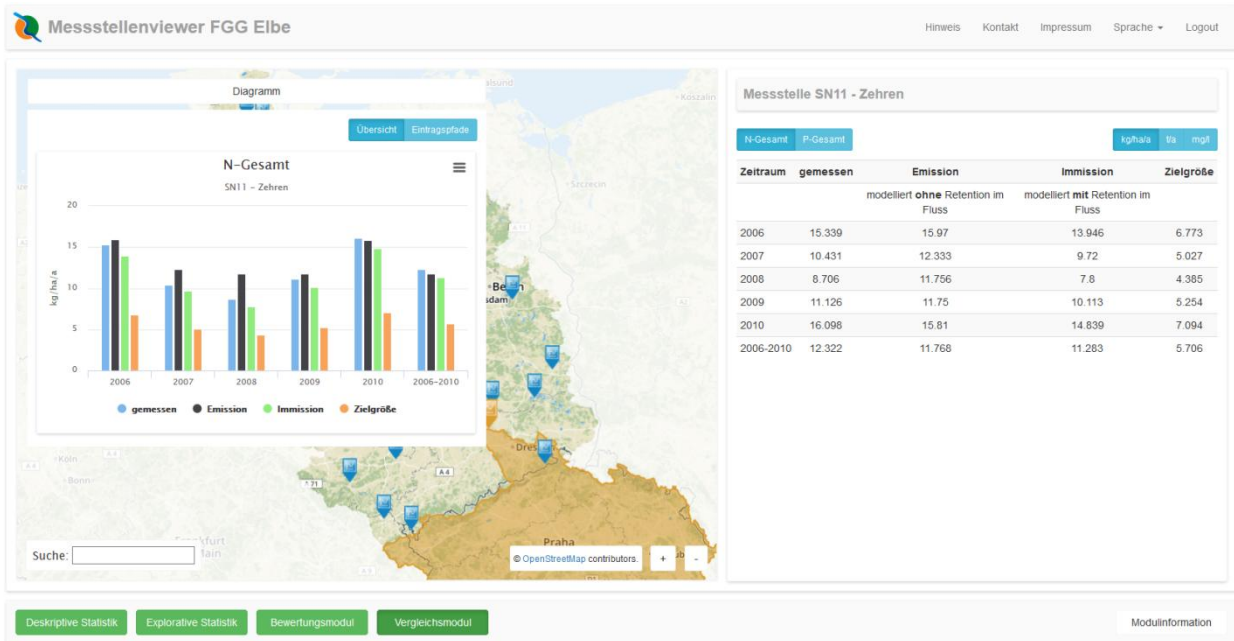 Messstellenviewer FGG Elbe
Hinweis Kontakt Impressum Sprache Logout
Diagramm
Übersicht Eintragspfade
N-Gesamt
SN11 – Zehren
kg/ha/a
20
15
10
5
0
2006 2007 2008 2009 2010 2006–2010
gemessen Emission Immission Zielgröße
Koszalin
Szczecin
A 4
Köln
Bonn
A 4
Praha
Suche:
© OpenStreetMap contributors.
+ -
Messstelle SN11 - Zehren
N-Gesamt P-Gesamt kg/ha/a t/a mg/l
Zeitraum gemessen Emission Immission Zielgröße
modelliert ohne Retention im Fluss modelliert mit Retention im Fluss
2006 15.339 15.97 13.946 6.773
2007 10.431 12.333 9.72 5.027
2008 8.706 11.756 7.8 4.385
2009 11.126 11.75 10.113 5.254
2010 16.098 15.81 14.839 7.094
2006-2010 12.322 11.768 11.283 5.706
Deskriptive Statistik Explorative Statistik Bewertungsmodul Vergleichsmodul Modulinformation